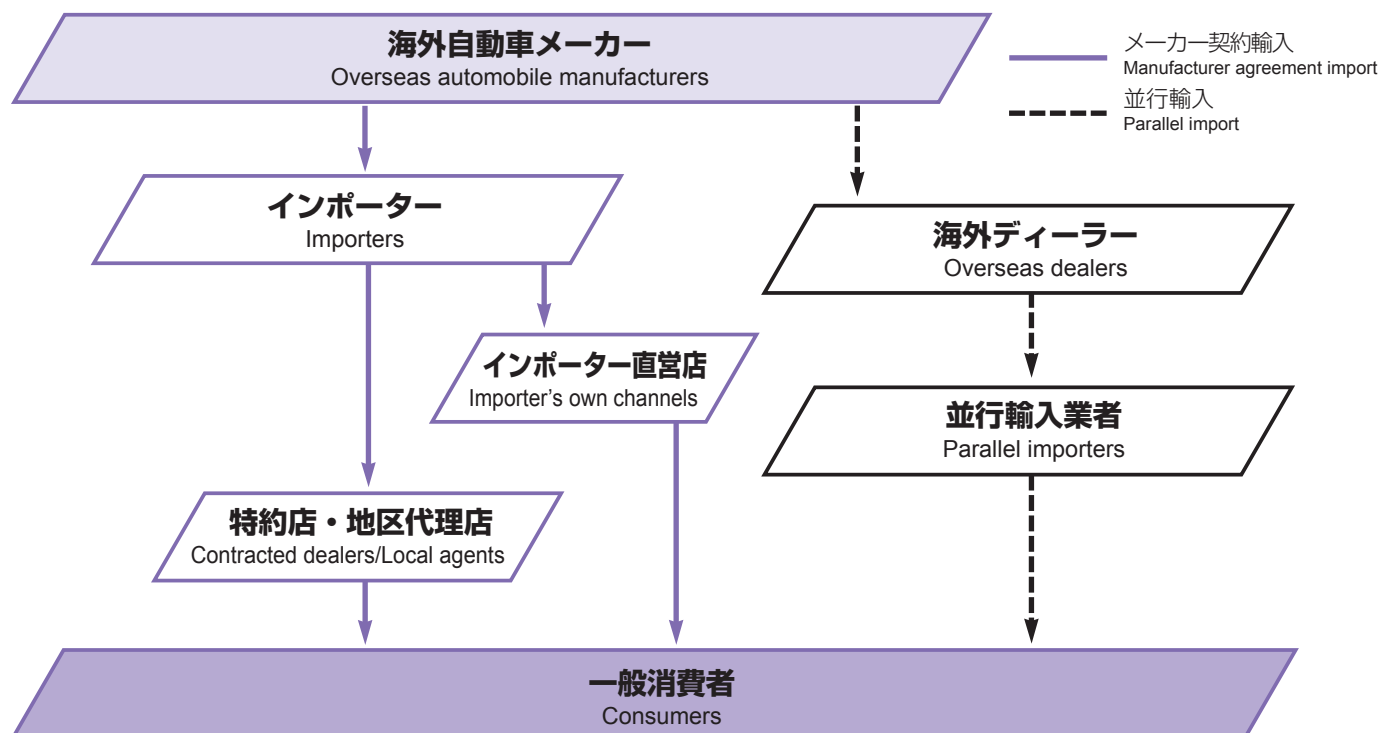 海外自動車メーカー
Overseas automobile manufacturers
メーカー契約輸入
Manufacturer agreement import
並行輸入
Parallel import
インポーター
Importers
海外ディーラー
Overseas dealers
インポーター直営店
Importer's own channels
並行輸入業者
Parallel importers
特約店・地区代理店
Contracted dealers/Local agents
一般消費者
Consumers